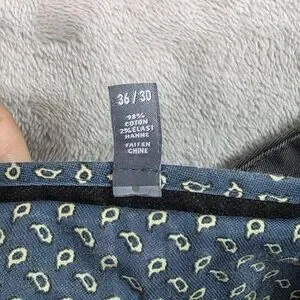 36 / 30
98%
COTON
2% ELAST
HANNE
FAIT EN
CHINE